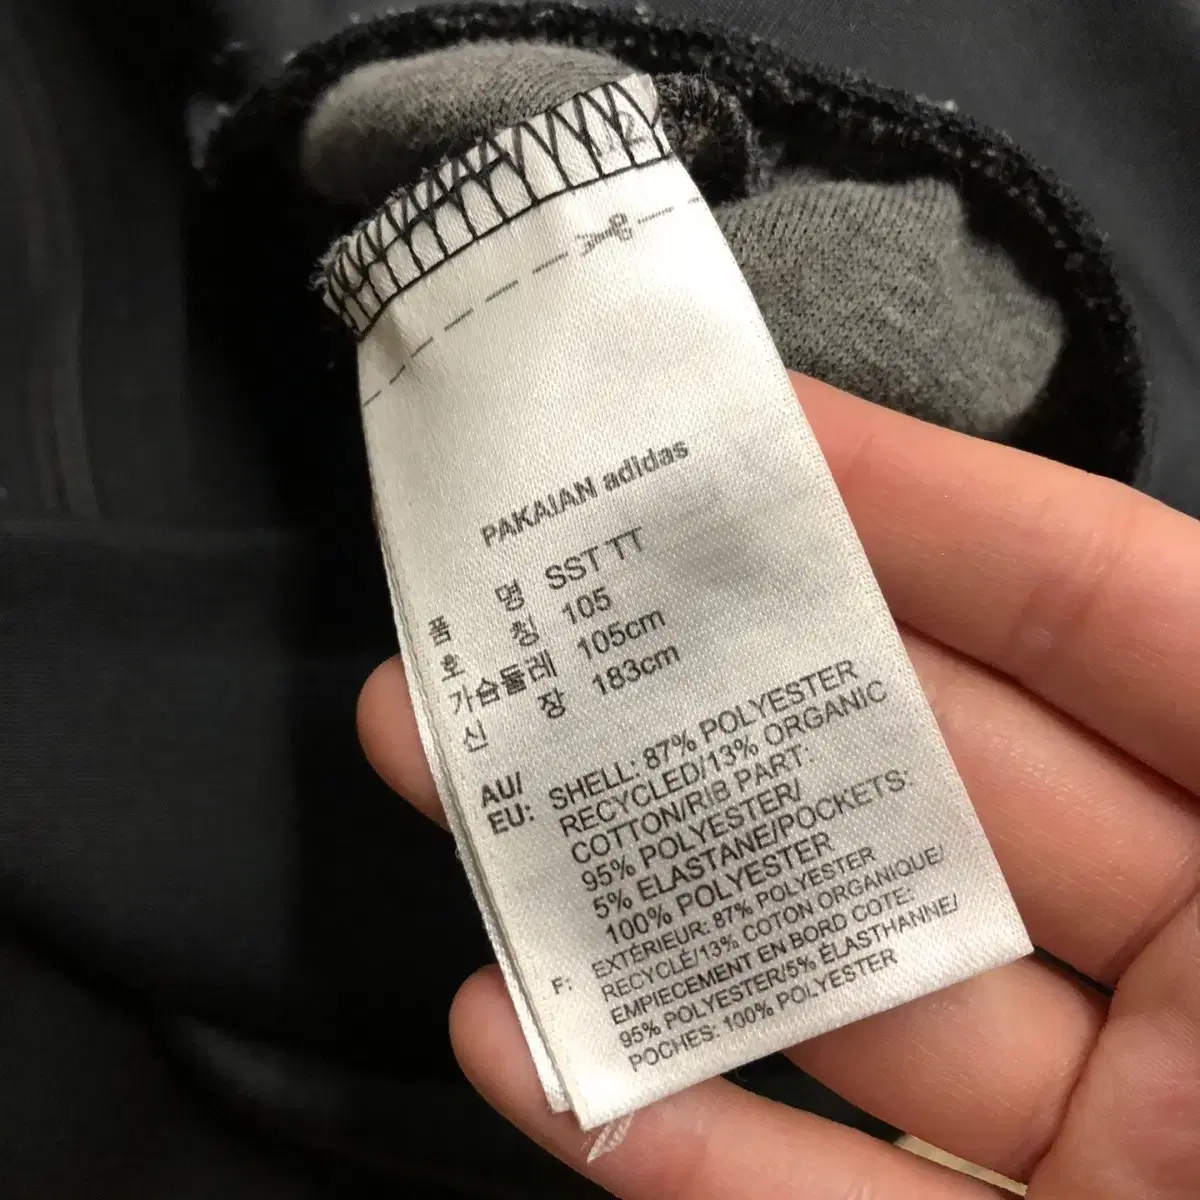 12
PAKAIAN adidas
품 명 SST TT
호 칭 105
가슴둘레 105cm
신 장 183cm
AU/
EU:
SHELL: 87% POLYESTER
RECYCLED/13% ORGANIC
COTTON/RIB PART:
95% POLYESTER/
5% ELASTANE/POCKETS:
100% POLYESTER
F: EXTÉRIEUR: 87% POLYESTER
RECYCLÉ/13% COTON ORGANIQUE/
EMPIECEMENT EN BORD COTE:
95% POLYESTER/5% ÉLASTHANNE/
POCHES: 100% POLYESTER